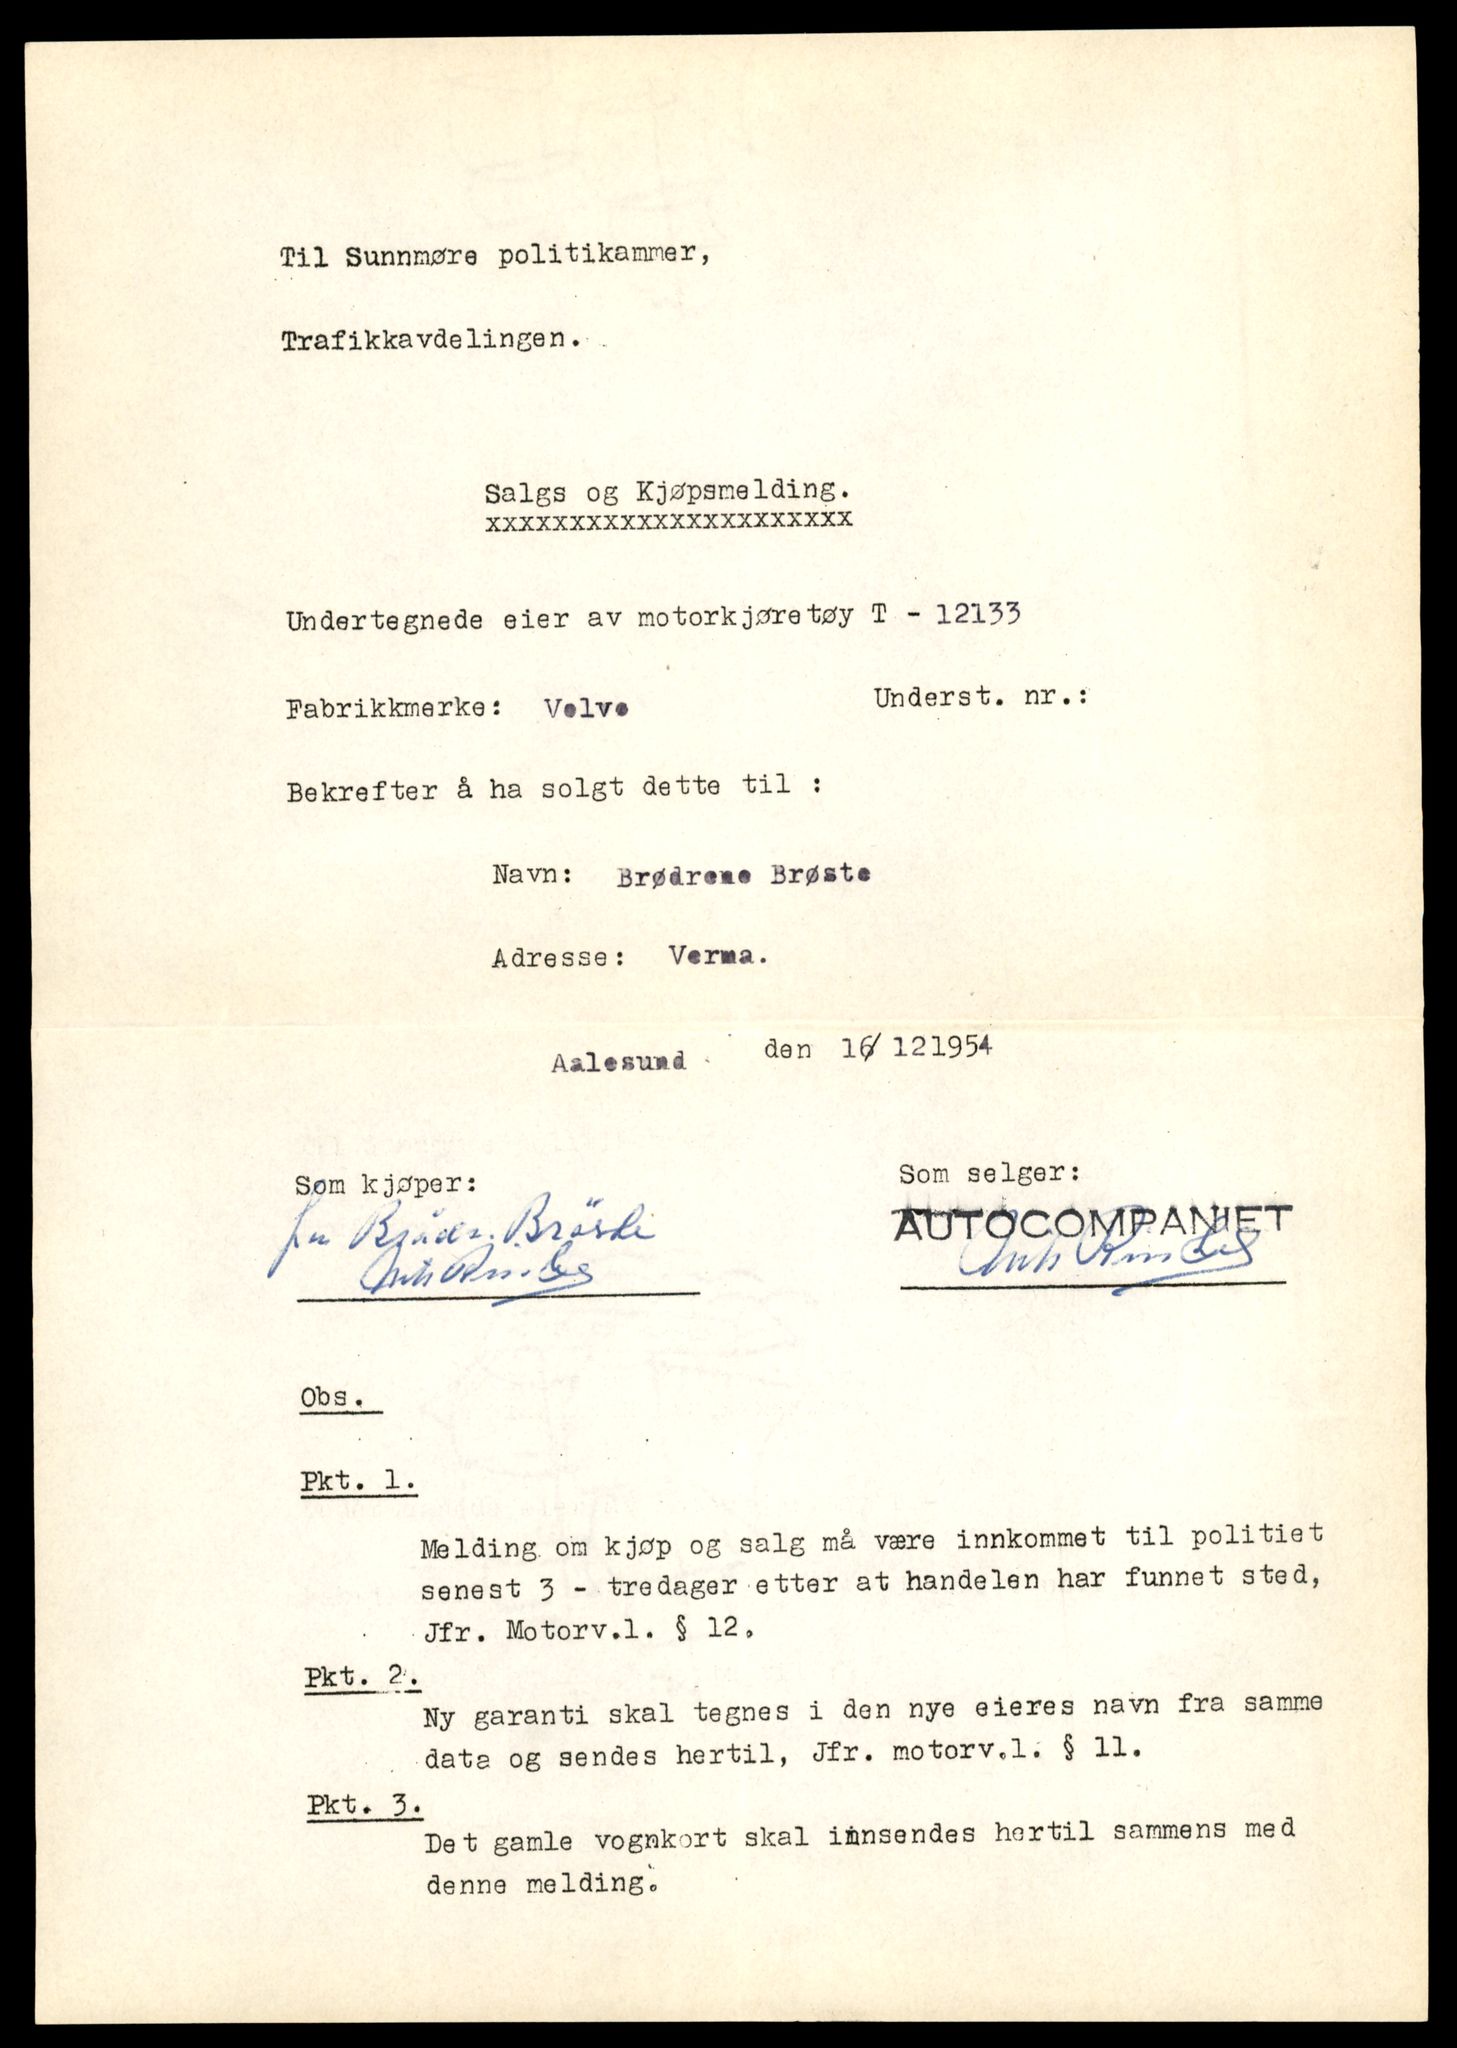 Til Sunnmøre politikammer,
Trafikkavdelingen.
Salgs og Kjøpsmelding.
xxxxxxxxxxxxxxxxxxxxxx
Undertegnede eier av motorkjøretøy T - 12133
Fabrikkmerke: Volvo Underst. nr.:
Bekrefter å ha solgt dette til :
Navn: Brødrene Brøste
Adresse: Verma.
Aalesund den 16/ 121954
Som kjøper: Som selger:
AUTOCOMPANIET
for Brødr. Brøste
Obs.
Pkt. 1.
Melding om kjøp og salg må være innkommet til politiet
senest 3 - tredager etter at handelen har funnet sted,
Jfr. Motorv.l. § 12.
Pkt. 2.
Ny garanti skal tegnes i den nye eieres navn fra samme
data og sendes hertil, Jfr. motorv.l. § 11.
Pkt. 3.
Det gamle vognkort skal innsendes hertil sammens med
denne melding.